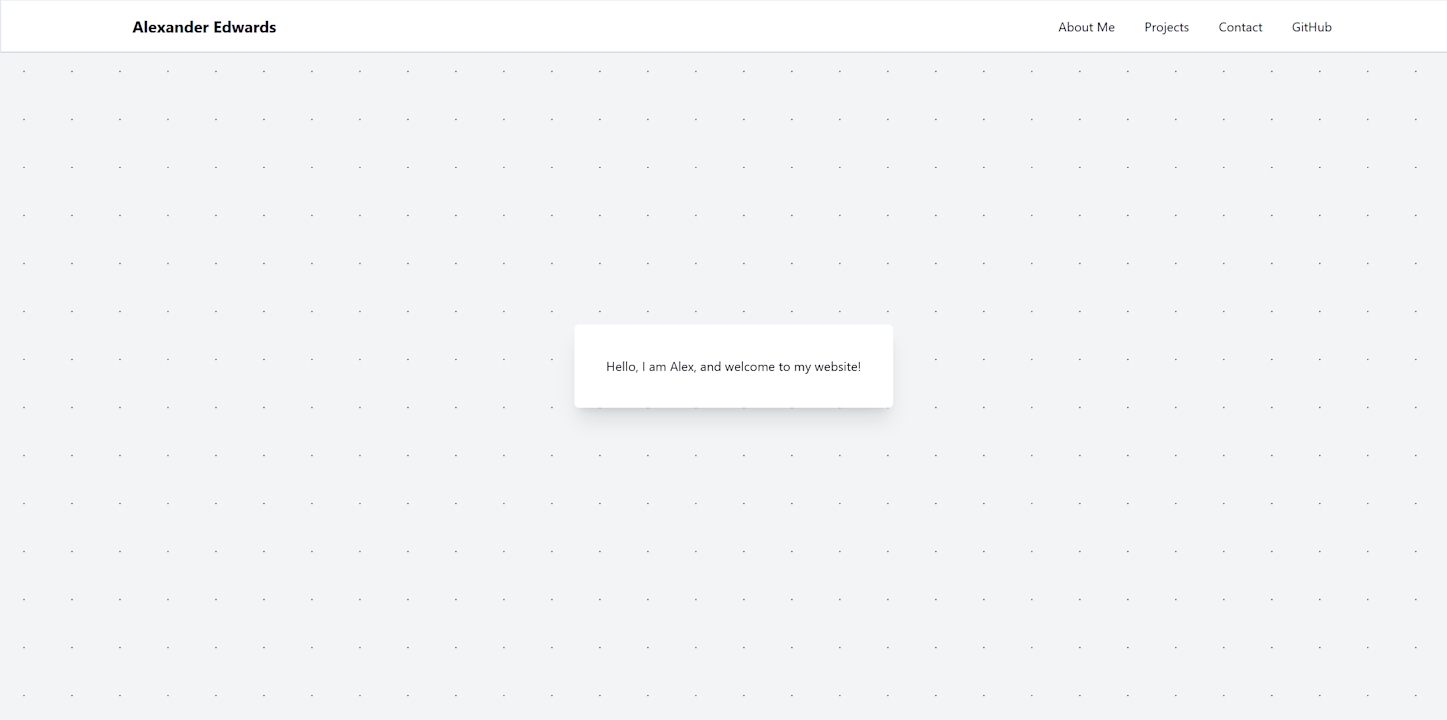 Alexander Edwards
About Me Projects Contact GitHub
Hello, I am Alex, and welcome to my website!